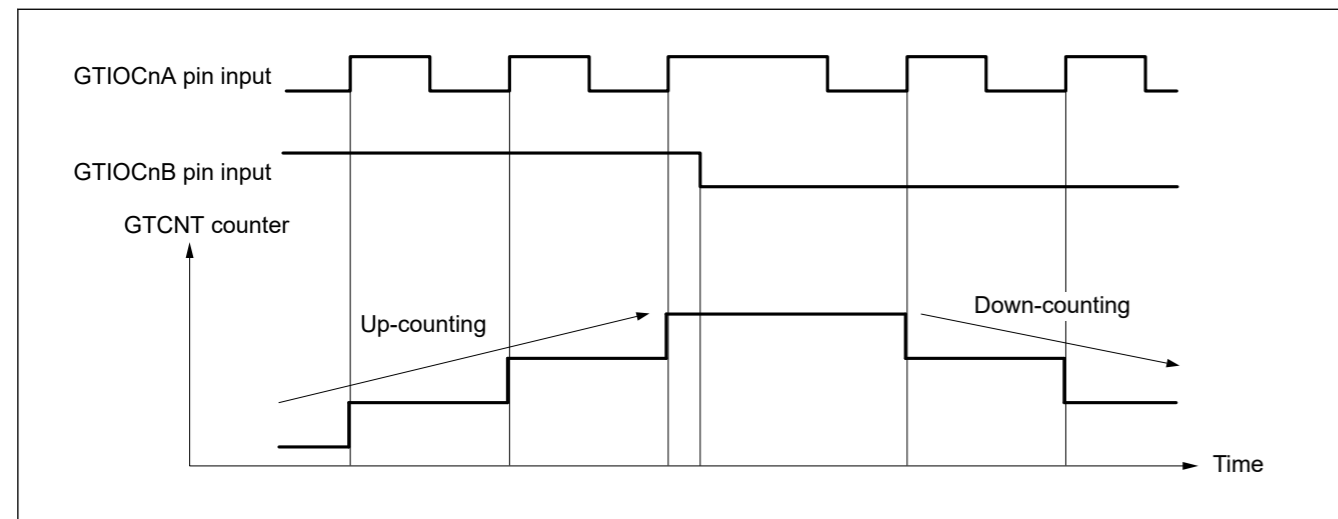 GTIOCnA pin input
GTIOCnB pin input
GTCNT counter
Up-counting
Down-counting
Time